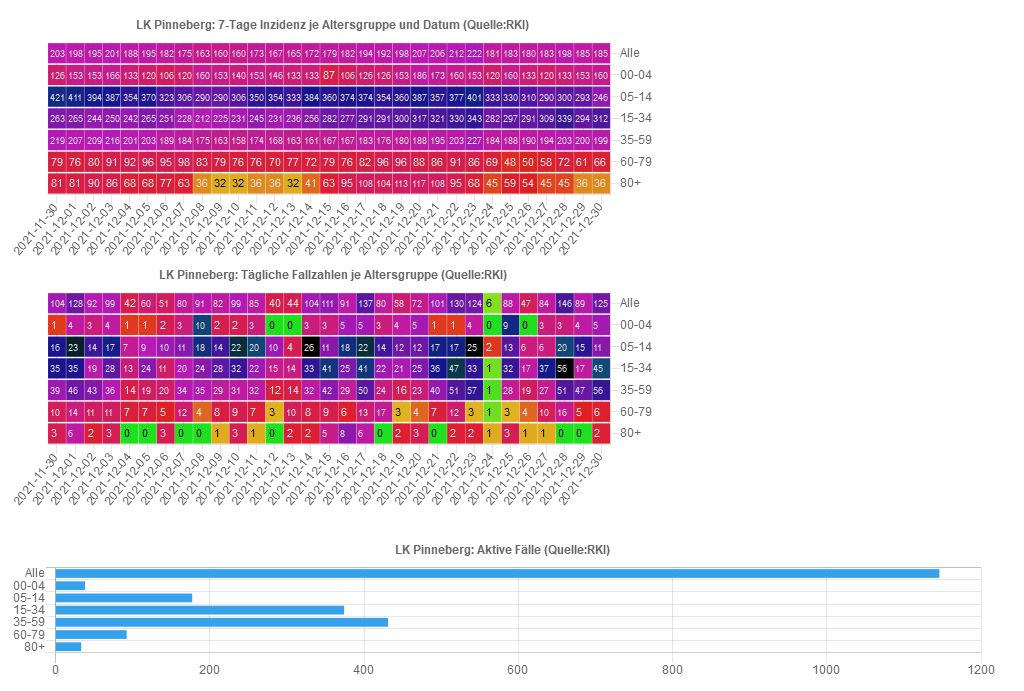 LK Pinneberg: 7-Tage Inzidenz je Altersgruppe und Datum (Quelle:RKI)
203 198 195 201 188 195 182 175 163 160 160 173 167 165 172 179 182 194 192 198 207 206 212 222 181 183 180 183 198 185 185 Alle
126 153 153 166 133 120 106 120 160 153 140 153 146 133 133 87 106 126 126 153 186 173 160 153 120 160 133 120 133 153 160 00-04
421 411 394 387 354 370 323 306 290 290 306 350 354 333 384 360 374 374 354 360 387 357 377 401 333 330 310 290 300 293 246 05-14
263 265 244 250 242 265 251 228 212 225 231 245 231 236 256 282 277 291 291 300 317 321 330 343 282 297 291 309 339 294 312 15-34
219 207 209 216 201 203 189 184 175 163 158 174 168 163 161 167 167 183 176 180 188 189 195 203 227 184 188 190 194 203 200 199 35-59
79 76 80 91 92 96 95 98 83 79 76 76 70 77 72 79 76 82 96 96 88 86 91 86 69 48 50 58 72 61 66 60-79
81 81 90 86 68 68 77 63 36 32 32 36 36 32 41 63 95 108 104 113 117 108 95 68 45 59 54 45 45 36 36 80+
2021-11-30 2021-12-01 2021-12-02 2021-12-03 2021-12-04 2021-12-05 2021-12-06 2021-12-07 2021-12-08 2021-12-09 2021-12-10 2021-12-11 2021-12-12 2021-12-13 2021-12-14 2021-12-15 2021-12-16 2021-12-17 2021-12-18 2021-12-19 2021-12-20 2021-12-21 2021-12-22 2021-12-23 2021-12-24 2021-12-25 2021-12-26 2021-12-27 2021-12-28 2021-12-29 2021-12-30
LK Pinneberg: Tägliche Fallzahlen je Altersgruppe (Quelle:RKI)
104 128 92 99 42 60 51 80 91 82 99 85 40 44 104 111 91 137 80 58 72 101 130 124 6 88 47 84 146 89 125 Alle
1 4 3 4 1 1 2 3 10 2 2 3 0 0 3 3 5 5 3 4 5 1 1 4 0 9 0 3 3 4 5 00-04
16 23 14 17 7 9 10 11 18 14 22 20 10 4 26 11 18 22 14 12 12 17 17 25 2 13 6 6 20 15 11 05-14
35 35 19 28 13 24 11 20 24 28 32 22 15 14 33 41 25 41 22 21 25 36 47 33 1 32 17 37 56 17 45 15-34
39 46 43 36 14 19 20 34 35 29 31 32 12 14 32 42 29 50 24 16 23 40 51 57 1 28 19 27 51 47 56 35-59
10 14 11 11 7 7 5 12 4 8 9 7 3 10 8 9 6 13 17 3 4 7 12 3 1 3 4 10 16 5 6 60-79
3 6 2 3 0 0 3 0 0 1 3 1 0 2 2 5 8 6 0 2 3 0 2 2 1 3 1 1 0 0 2 80+
2021-11-30 2021-12-01 2021-12-02 2021-12-03 2021-12-04 2021-12-05 2021-12-06 2021-12-07 2021-12-08 2021-12-09 2021-12-10 2021-12-11 2021-12-12 2021-12-13 2021-12-14 2021-12-15 2021-12-16 2021-12-17 2021-12-18 2021-12-19 2021-12-20 2021-12-21 2021-12-22 2021-12-23 2021-12-24 2021-12-25 2021-12-26 2021-12-27 2021-12-28 2021-12-29 2021-12-30
LK Pinneberg: Aktive Fälle (Quelle:RKI)
Alle
00-04
05-14
15-34
35-59
60-79
80+
0 200 400 600 800 1000 1200